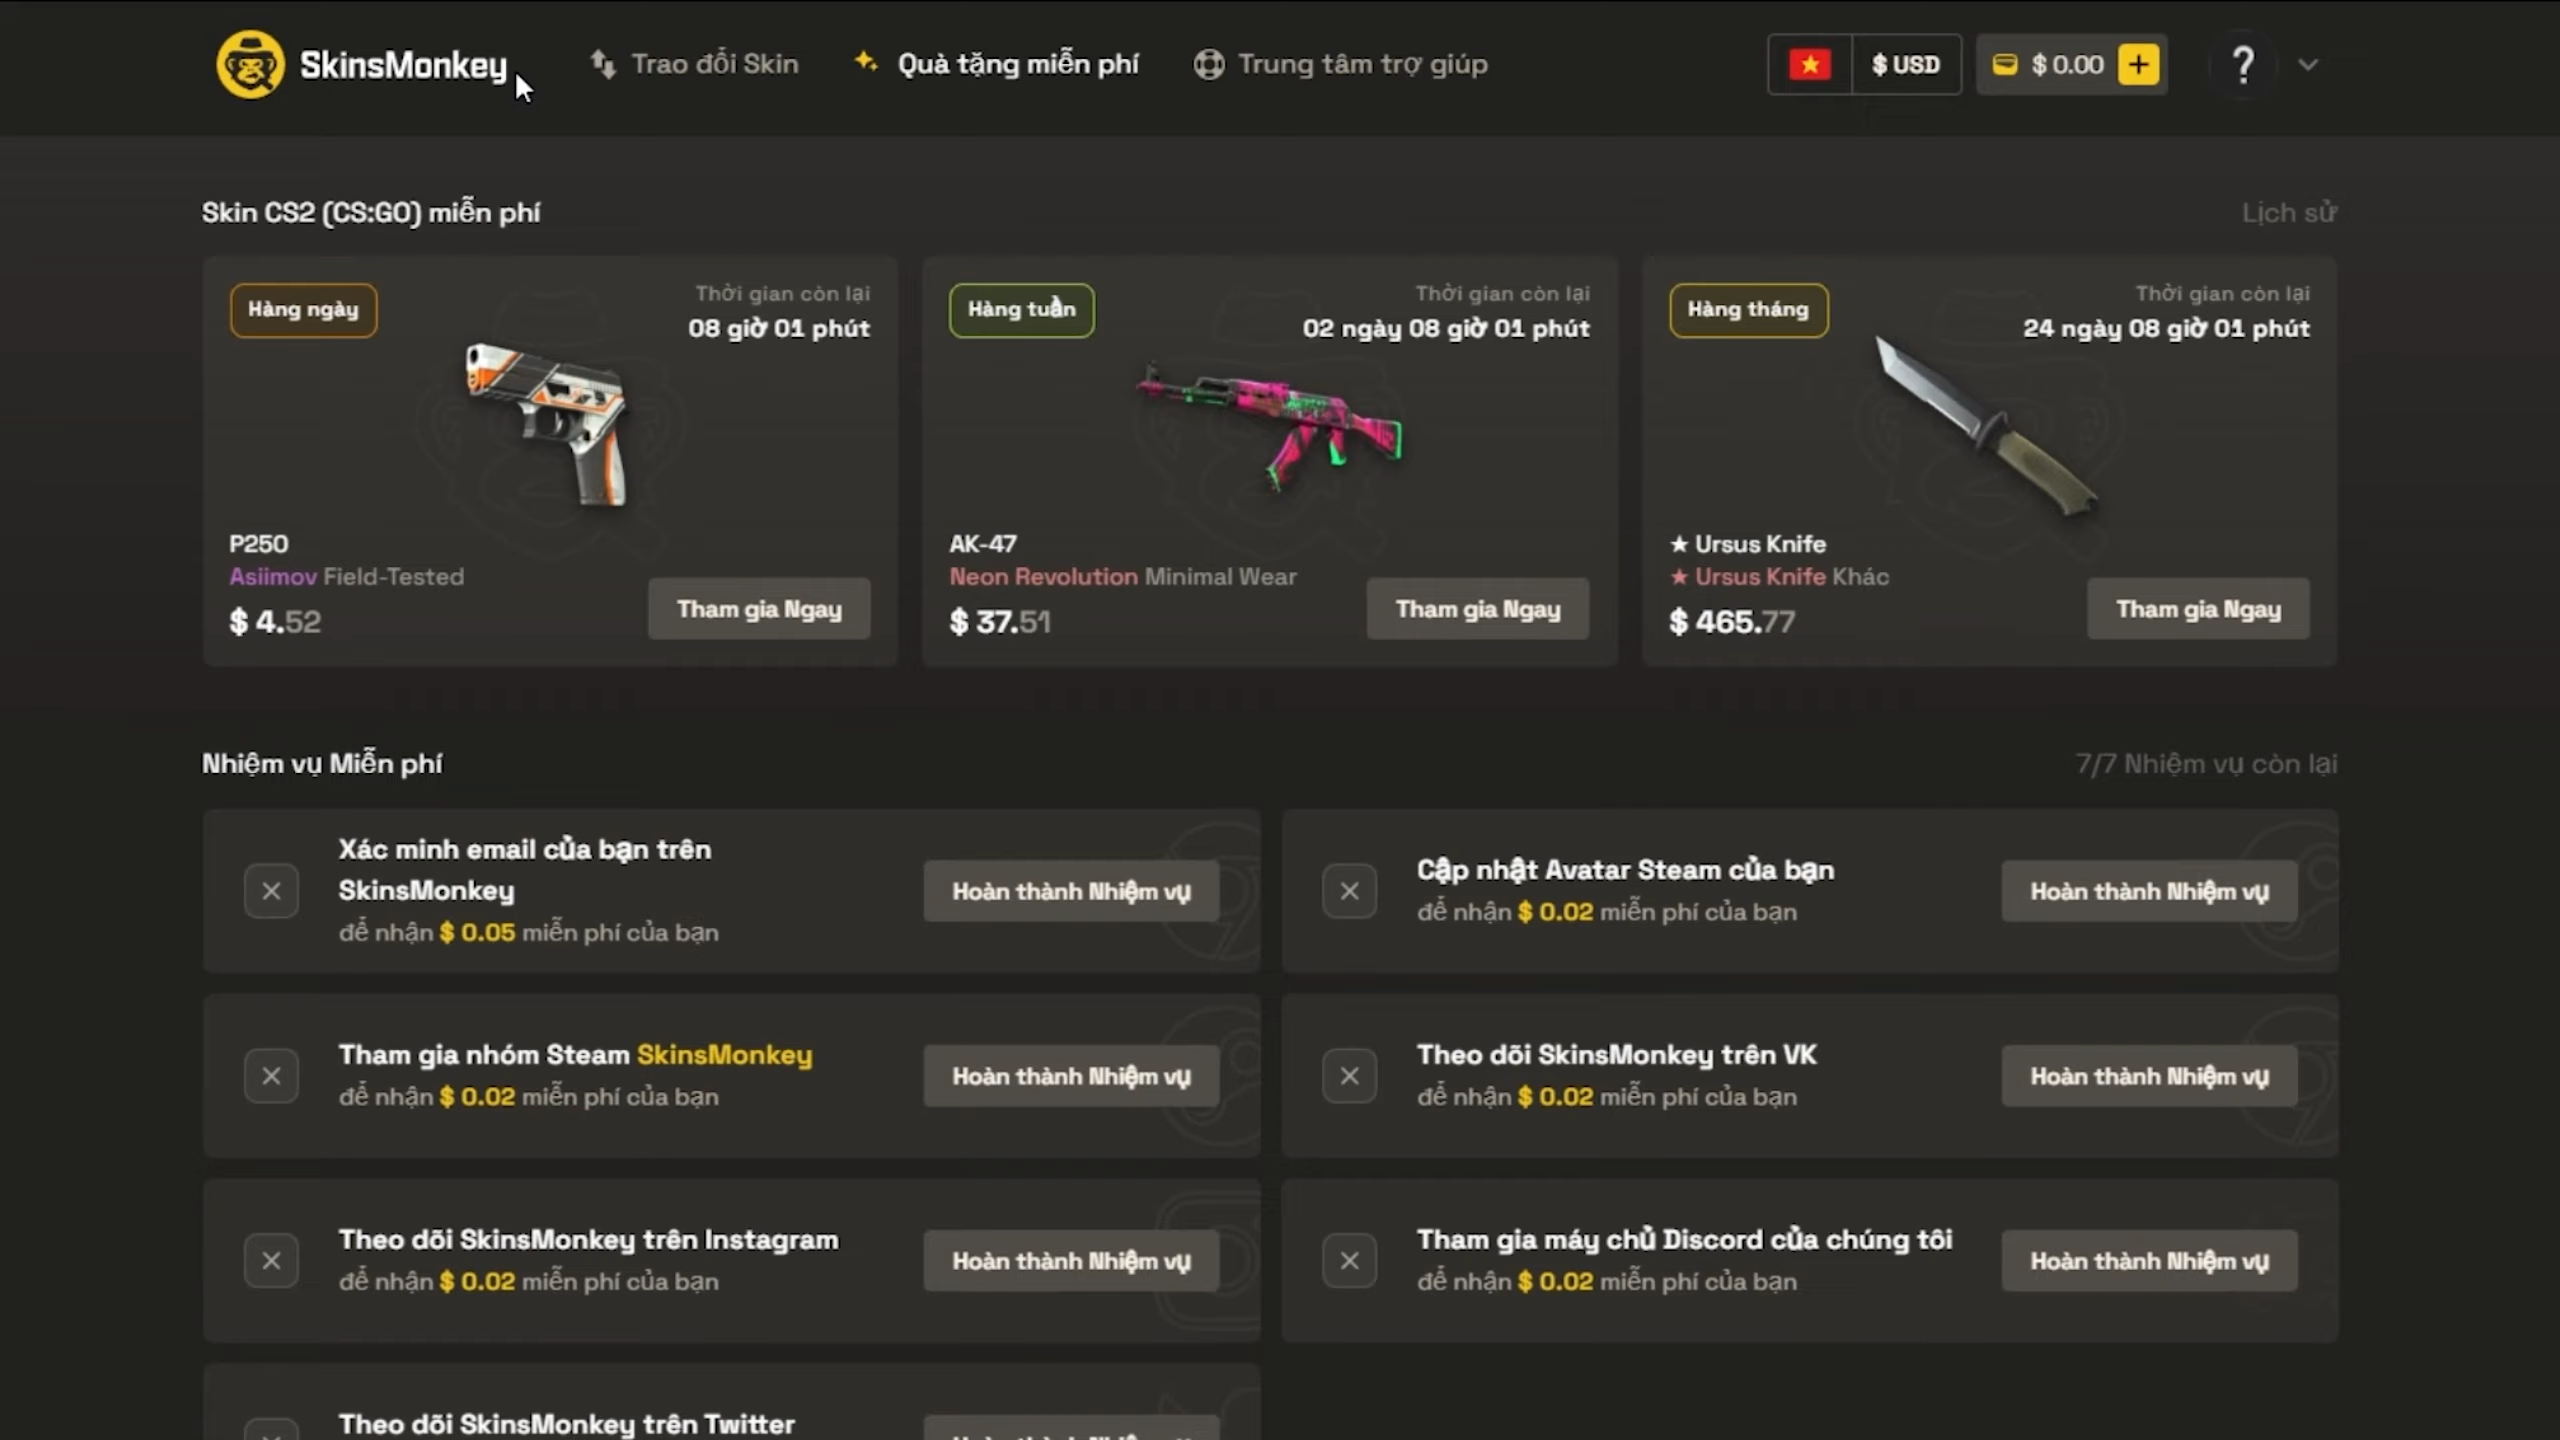 SkinsMonkey
Trao đổi Skin
Quà tặng miễn phí
Trung tâm trợ giúp
$ USD
$ 0.00
+
?
Skin CS2 (CS:GO) miễn phí
Lịch sử
Hàng ngày
Thời gian còn lại
08 giờ 01 phút
P250
Asiimov Field-Tested
$ 4.52
Tham gia Ngay
Hàng tuần
Thời gian còn lại
02 ngày 08 giờ 01 phút
AK-47
Neon Revolution Minimal Wear
$ 37.51
Tham gia Ngay
Hàng tháng
Thời gian còn lại
24 ngày 08 giờ 01 phút
★ Ursus Knife
★ Ursus Knife Khác
$ 465.77
Tham gia Ngay
Nhiệm vụ Miễn phí
7/7 Nhiệm vụ còn lại
Xác minh email của bạn trên
SkinsMonkey
để nhận $ 0.05 miễn phí của bạn
Hoàn thành Nhiệm vụ
Cập nhật Avatar Steam của bạn
để nhận $ 0.02 miễn phí của bạn
Hoàn thành Nhiệm vụ
Tham gia nhóm Steam SkinsMonkey
để nhận $ 0.02 miễn phí của bạn
Hoàn thành Nhiệm vụ
Theo dõi SkinsMonkey trên VK
để nhận $ 0.02 miễn phí của bạn
Hoàn thành Nhiệm vụ
Theo dõi SkinsMonkey trên Instagram
để nhận $ 0.02 miễn phí của bạn
Hoàn thành Nhiệm vụ
Tham gia máy chủ Discord của chúng tôi
để nhận $ 0.02 miễn phí của bạn
Hoàn thành Nhiệm vụ
Theo dõi SkinsMonkey trên Twitter